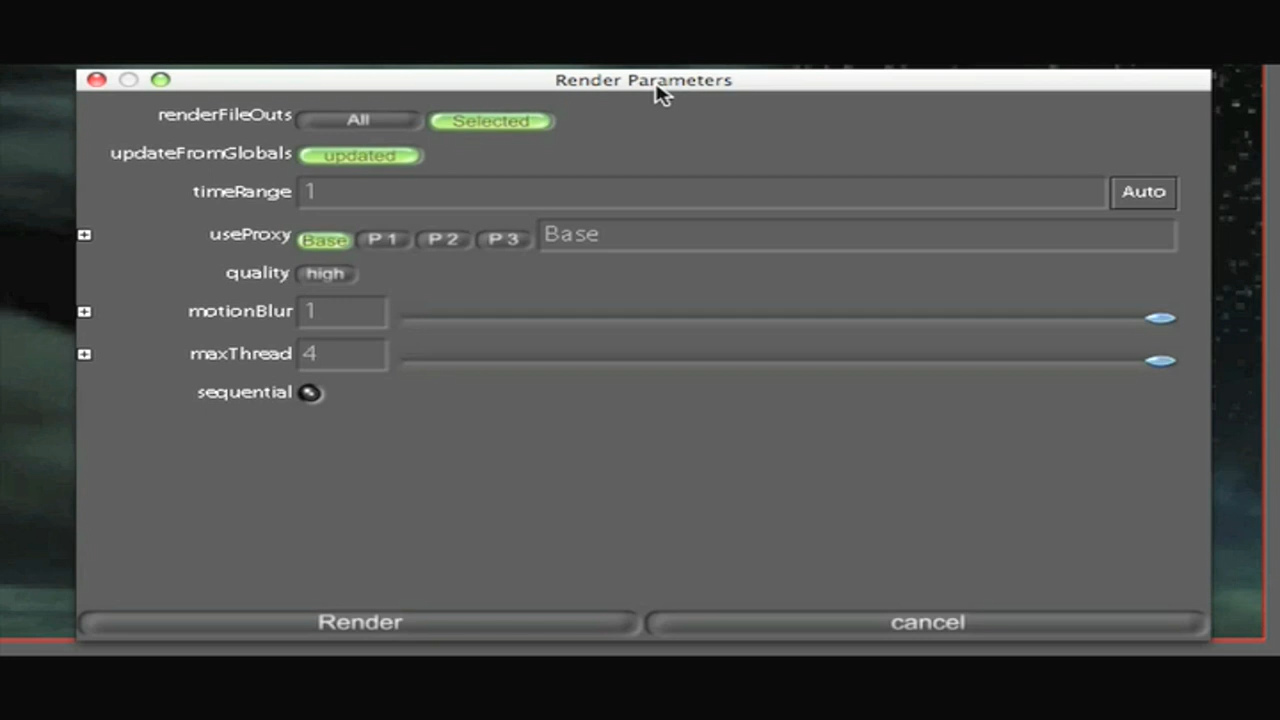 Render Parameters
renderFileOuts All Selected
updateFromGlobals updated
timeRange 1 Auto
useProxy Base P 1 P 2 P 3 Base
quality high
motionBlur 1
maxThread 4
sequential
Render cancel